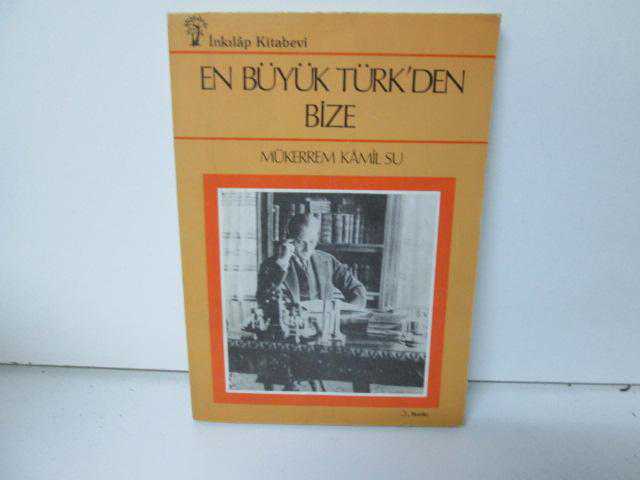 İnkılâp Kitabevi
EN BÜYÜK TÜRK'DEN
BİZE
MÜKERREM KÂMİL SU